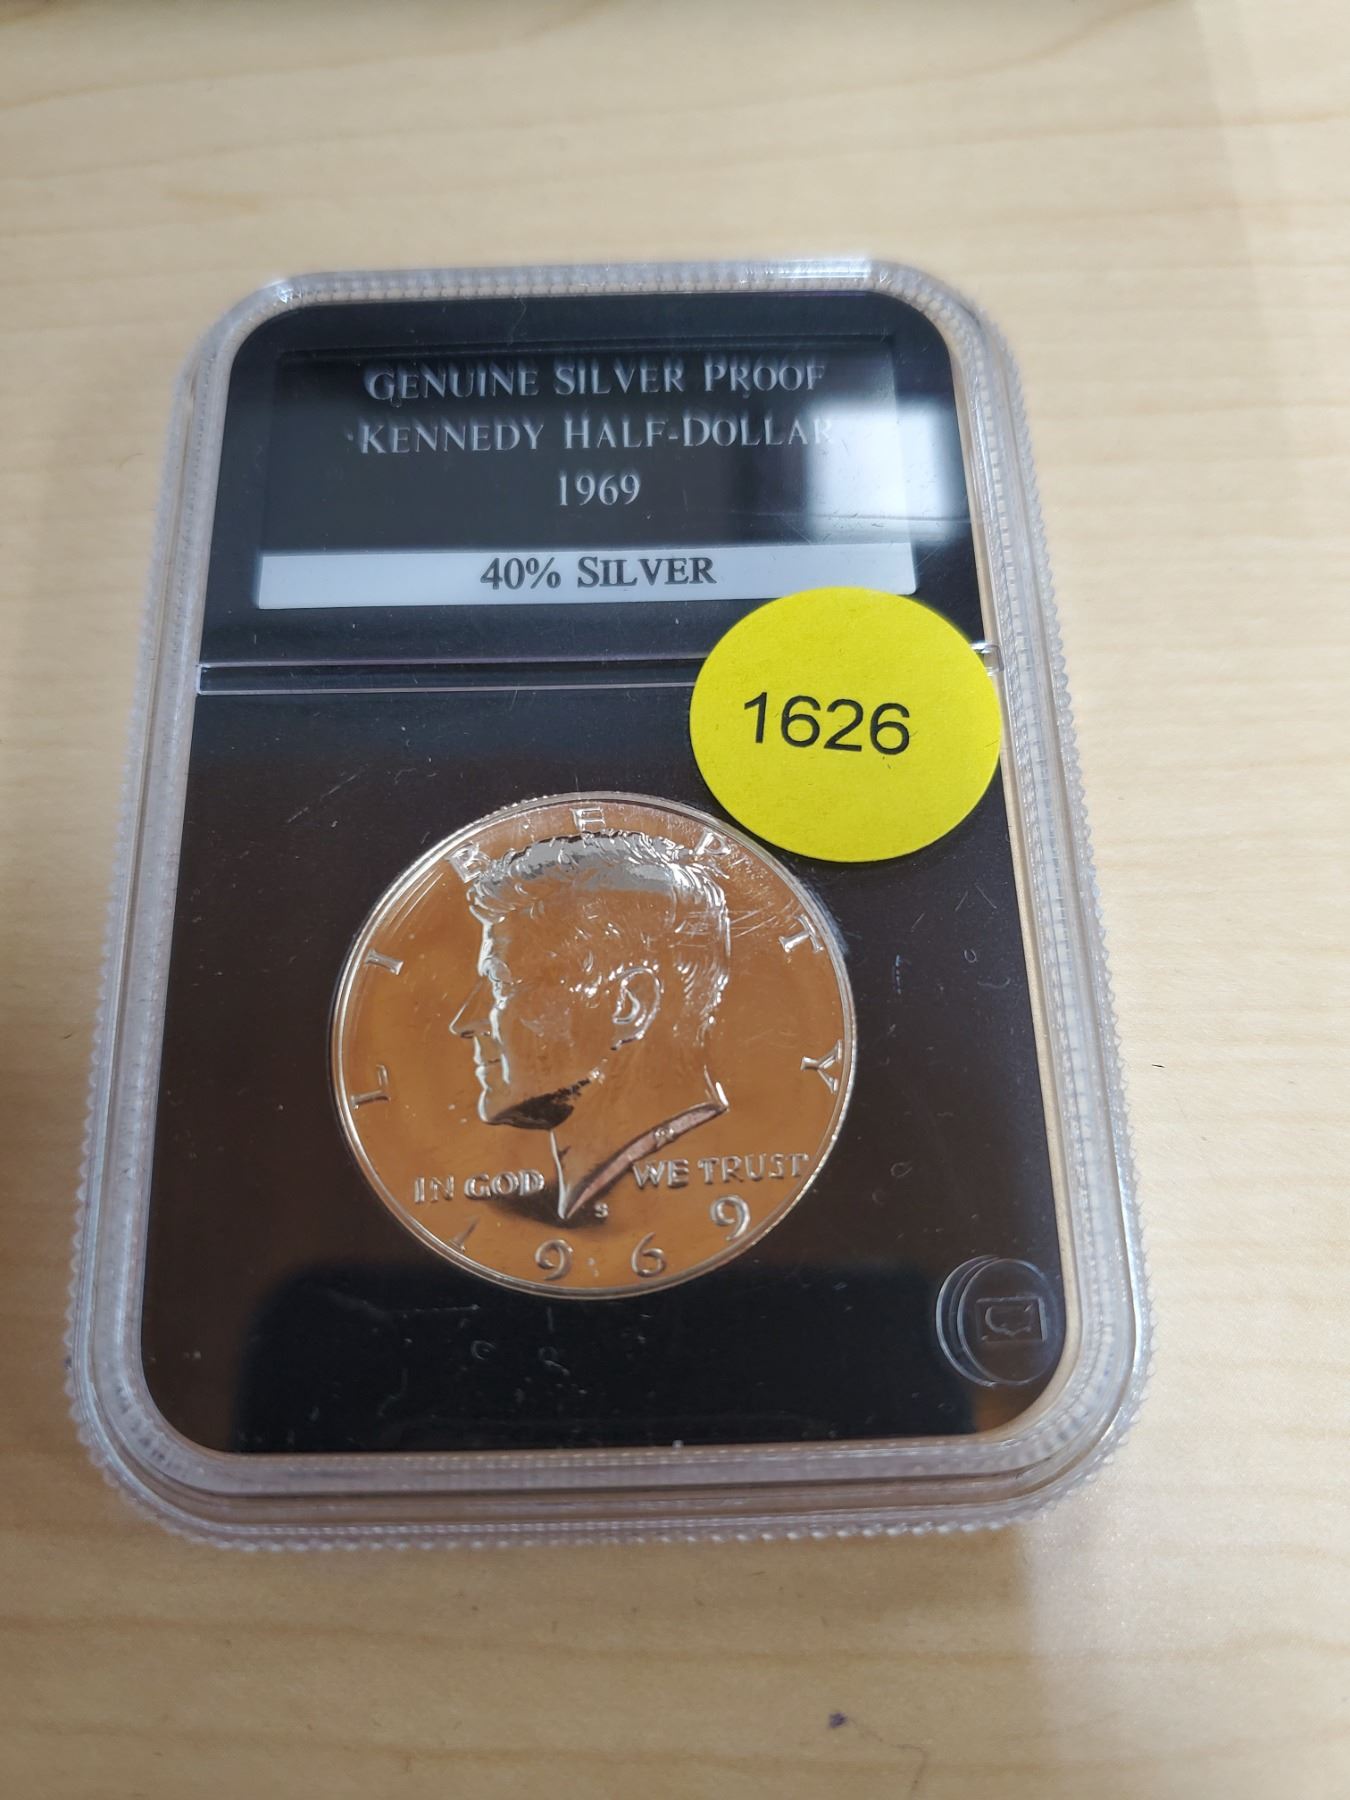 GENUINE SILVER PROOF
KENNEDY HALF-DOLLAR
1969
40% SILVER
1626
LIBERTY
IN GOD WE TRUST
S
1969